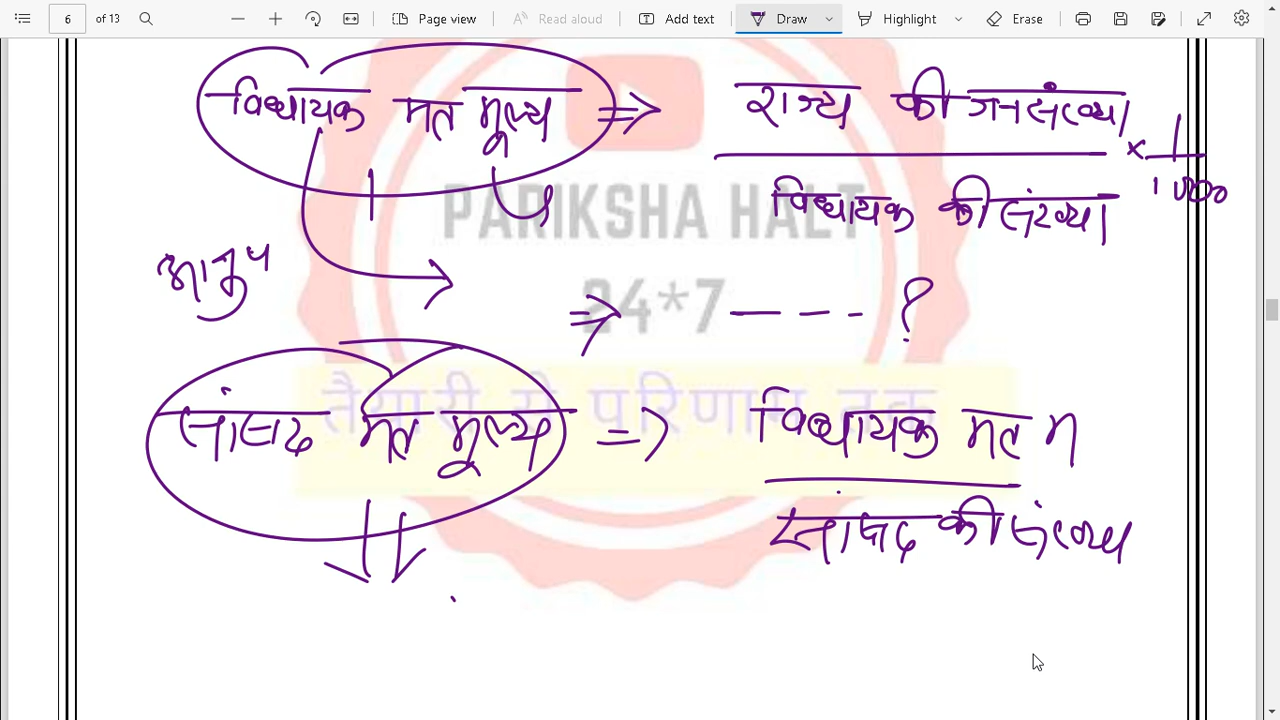 6 of 13 Page view Read aloud Add text Draw Highlight Erase
विधायक मत मूल्य ⇒ राज्य की जनसंख्या × 1
विधायक की संख्या 1000
PARIKSHA HALT
आनुप
24*7
⇒ ---- ?
तैयारी से परिणाम तक
सांसद मत मूल्य => विधायक मत म
सांसद की संख्या